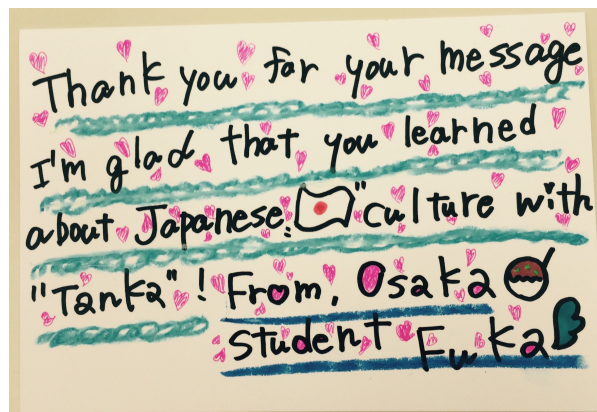 Thank you for your message
I'm glad that you learned
about Japanese. "culture with
"Tanka"! From, Osaka
student Fuka